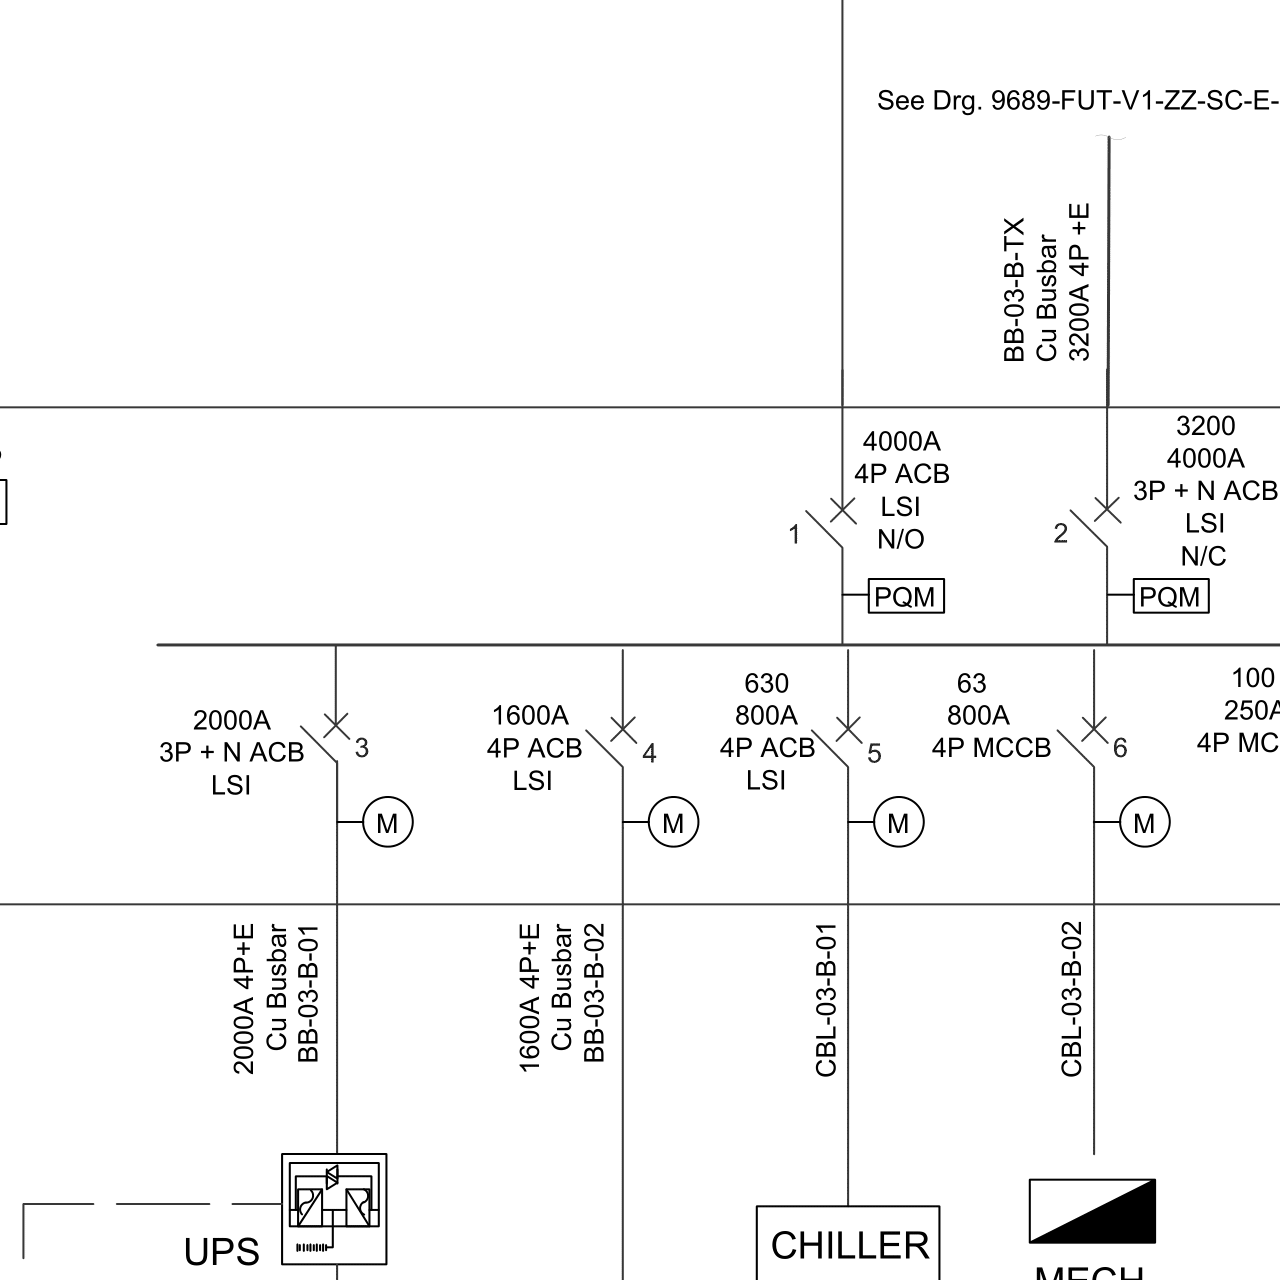 See Drg. 9689-FUT-V1-ZZ-SC-E-
BB-03-B-TX
Cu Busbar
3200A 4P +E
4000A
4P ACB
LSI
N/O
1
PQM
3200
4000A
3P + N ACB
LSI
N/C
2
PQM
2000A
3P + N ACB
LSI
3
M
1600A
4P ACB
LSI
4
M
630
800A
4P ACB
LSI
5
M
63
800A
4P MCCB
6
M
100
250A
4P MC
2000A 4P+E
Cu Busbar
BB-03-B-01
1600A 4P+E
Cu Busbar
BB-03-B-02
CBL-03-B-01
CBL-03-B-02
UPS
CHILLER
MECH